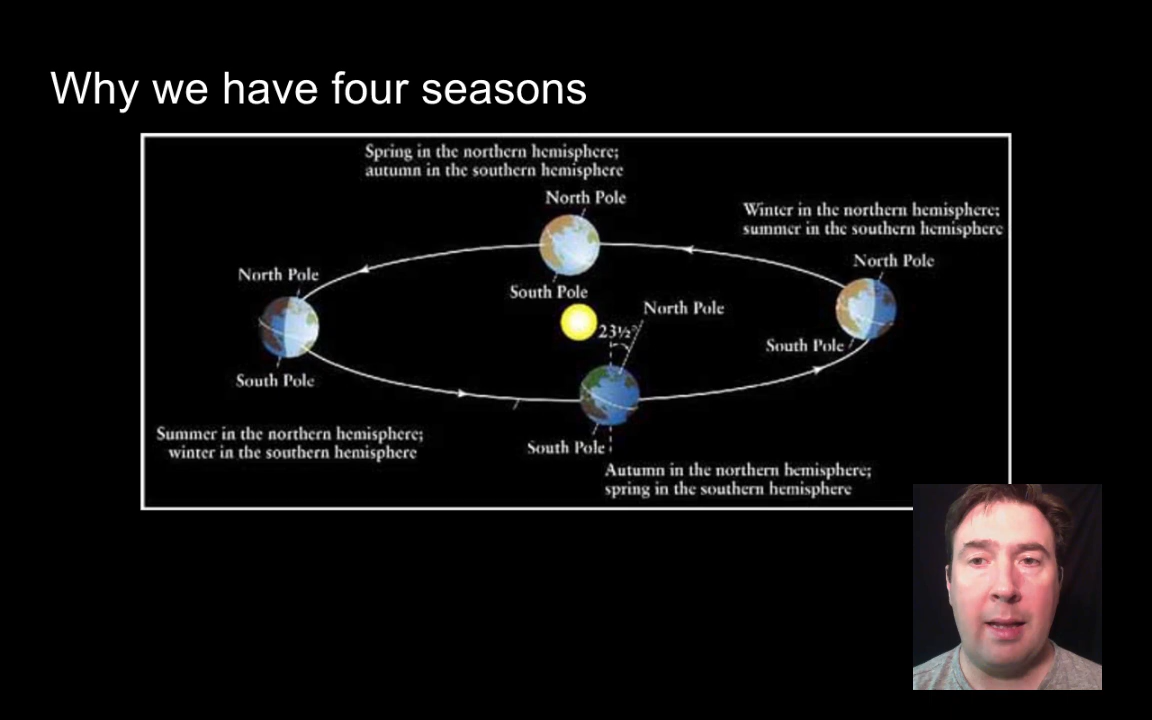 Why we have four seasons
Spring in the northern hemisphere;
autumn in the southern hemisphere
North Pole
Winter in the northern hemisphere;
summer in the southern hemisphere
North Pole
North Pole
South Pole
North Pole
23½°
South Pole
South Pole
Summer in the northern hemisphere;
winter in the southern hemisphere
South Pole
Autumn in the northern hemisphere;
spring in the southern hemisphere